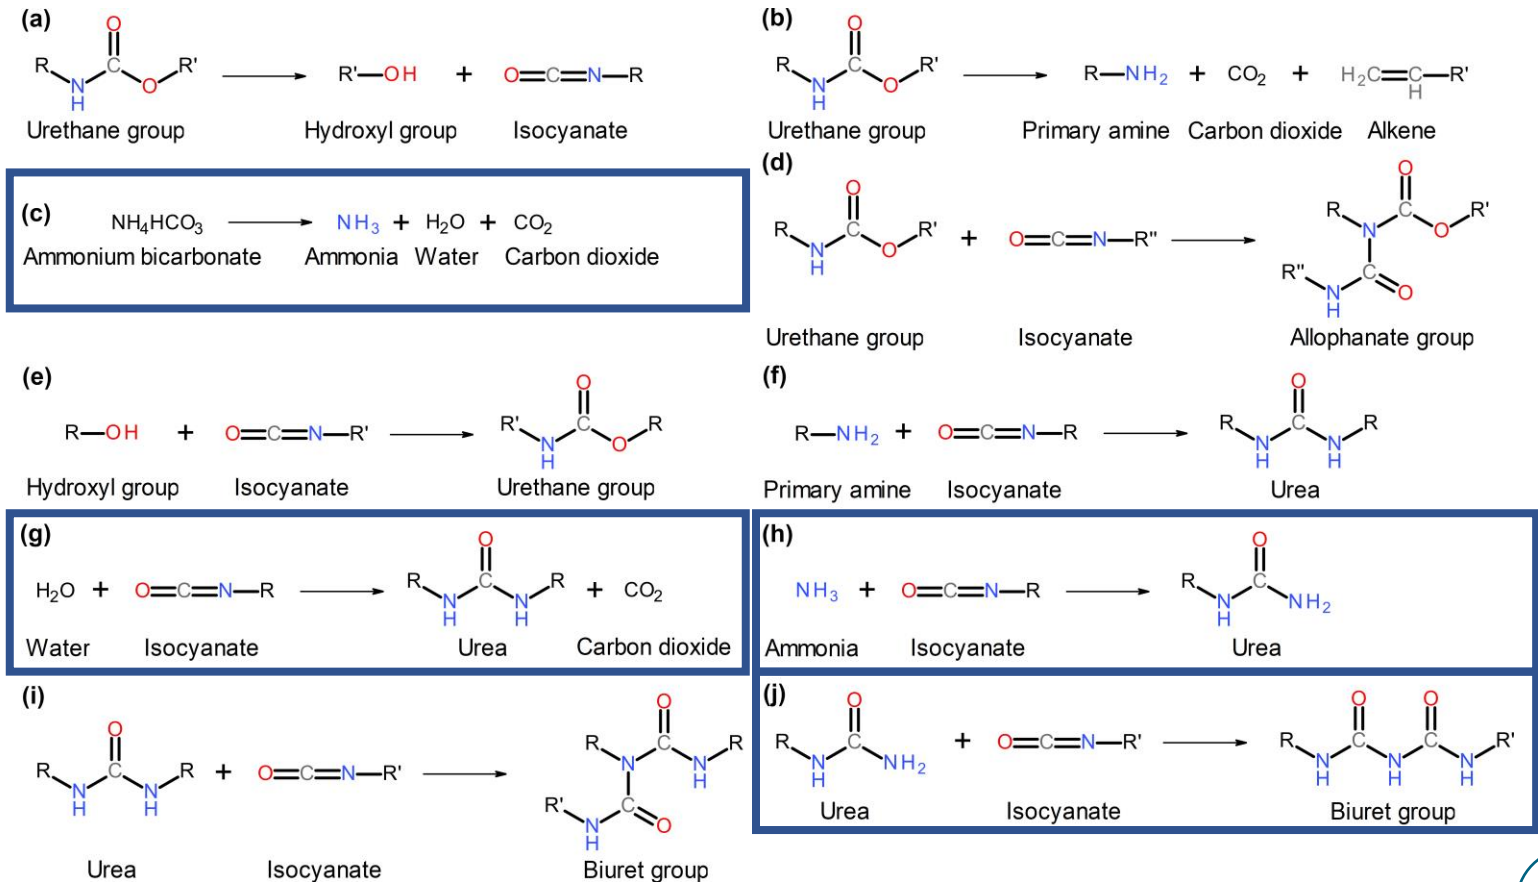 (a)
O
R N H C O R' R'—OH + O=C=N—R
Urethane group Hydroxyl group Isocyanate
(b)
O
R N H C O R' R—NH₂ + CO₂ + H₂C=C H—R'
Urethane group Primary amine Carbon dioxide Alkene
(c)
NH₄HCO₃ NH₃ + H₂O + CO₂
Ammonium bicarbonate Ammonia Water Carbon dioxide
(d)
O
R N H C O R' + O=C=N—R" R N C O O R' R" N H C O
Urethane group Isocyanate Allophanate group
(e)
O
R—OH + O=C=N—R' R' N H C O R
Hydroxyl group Isocyanate Urethane group
(f)
O
R—NH₂ + O=C=N—R R N H C N H R
Primary amine Isocyanate Urea
(g)
O
H₂O + O=C=N—R R N H C N H R + CO₂
Water Isocyanate Urea Carbon dioxide
(h)
O
NH₃ + O=C=N—R R N H C NH₂
Ammonia Isocyanate Urea
(i)
O
R N H C N H R + O=C=N—R' R N C O N H R R' N H C O
Urea Isocyanate Biuret group
(j)
O O O
R N H C NH₂ + O=C=N—R' R N H C N H C N H R'
Urea Isocyanate Biuret group